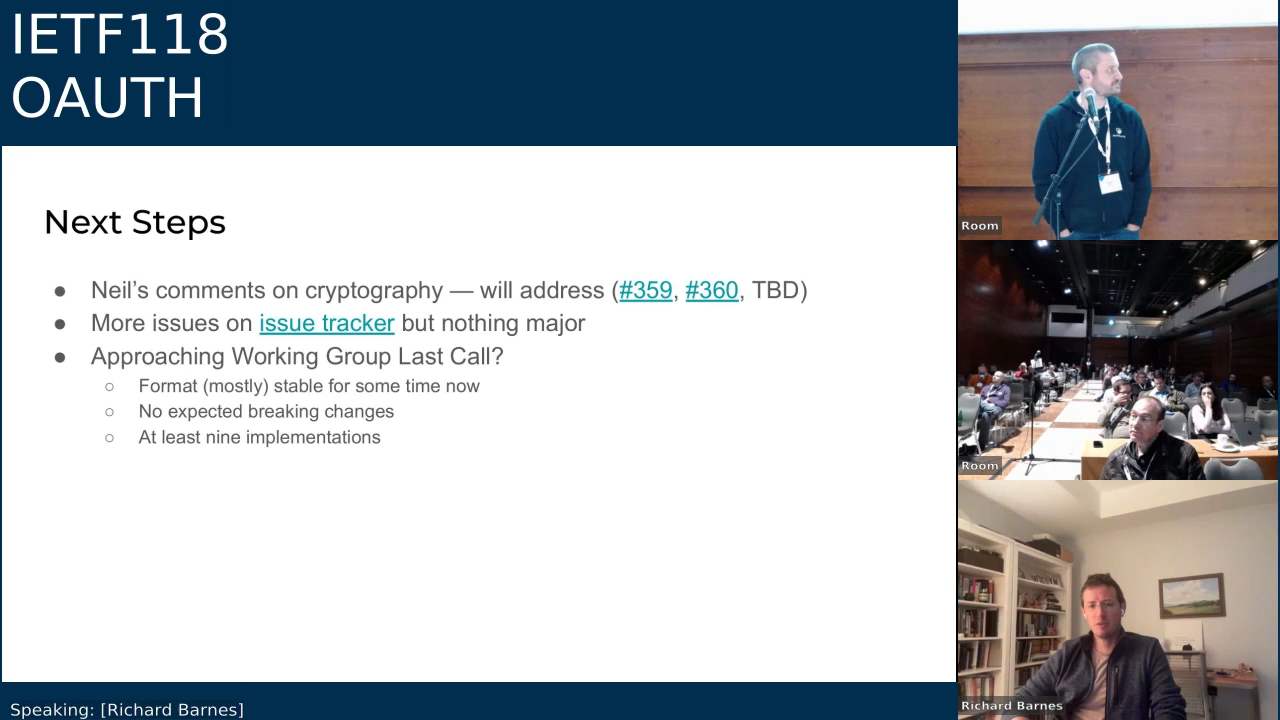 IETF118
OAUTH
Next Steps
● Neil’s comments on cryptography — will address (#359, #360, TBD)
● More issues on issue tracker but nothing major
● Approaching Working Group Last Call?
○ Format (mostly) stable for some time now
○ No expected breaking changes
○ At least nine implementations
Speaking: [Richard Barnes]
Room
Room
Richard Barnes